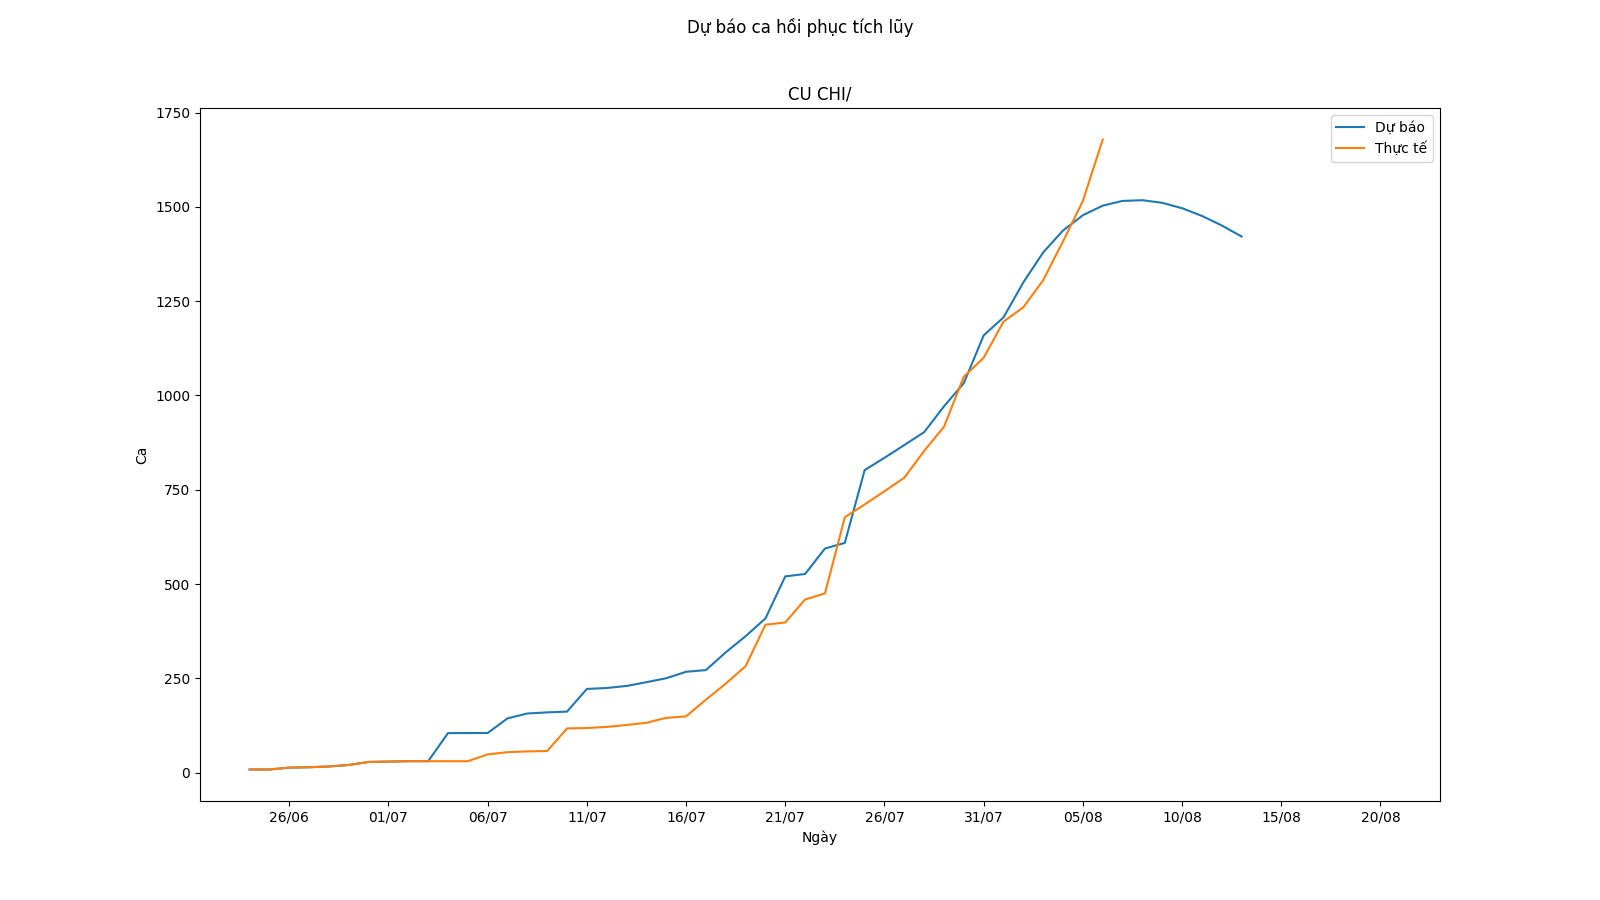 Dự báo ca hồi phục tích lũy
CU CHI/
Dự báo
Thực tế
1750
1500
1250
1000
750
500
250
0
Ca
26/06 01/07 06/07 11/07 16/07 21/07 26/07 31/07 05/08 10/08 15/08 20/08
Ngày